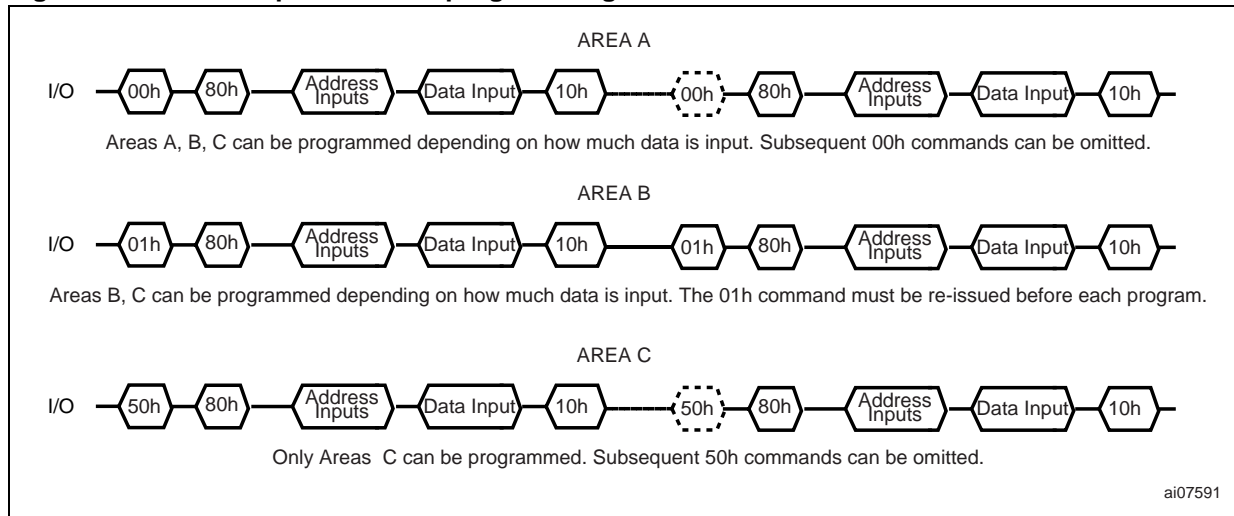 AREA A
I/O 00h 80h Address Inputs Data Input 10h 00h 80h Address Inputs Data Input 10h
Areas A, B, C can be programmed depending on how much data is input. Subsequent 00h commands can be omitted.
AREA B
I/O 01h 80h Address Inputs Data Input 10h 01h 80h Address Inputs Data Input 10h
Areas B, C can be programmed depending on how much data is input. The 01h command must be re-issued before each program.
AREA C
I/O 50h 80h Address Inputs Data Input 10h 50h 80h Address Inputs Data Input 10h
Only Areas C can be programmed. Subsequent 50h commands can be omitted.
ai07591